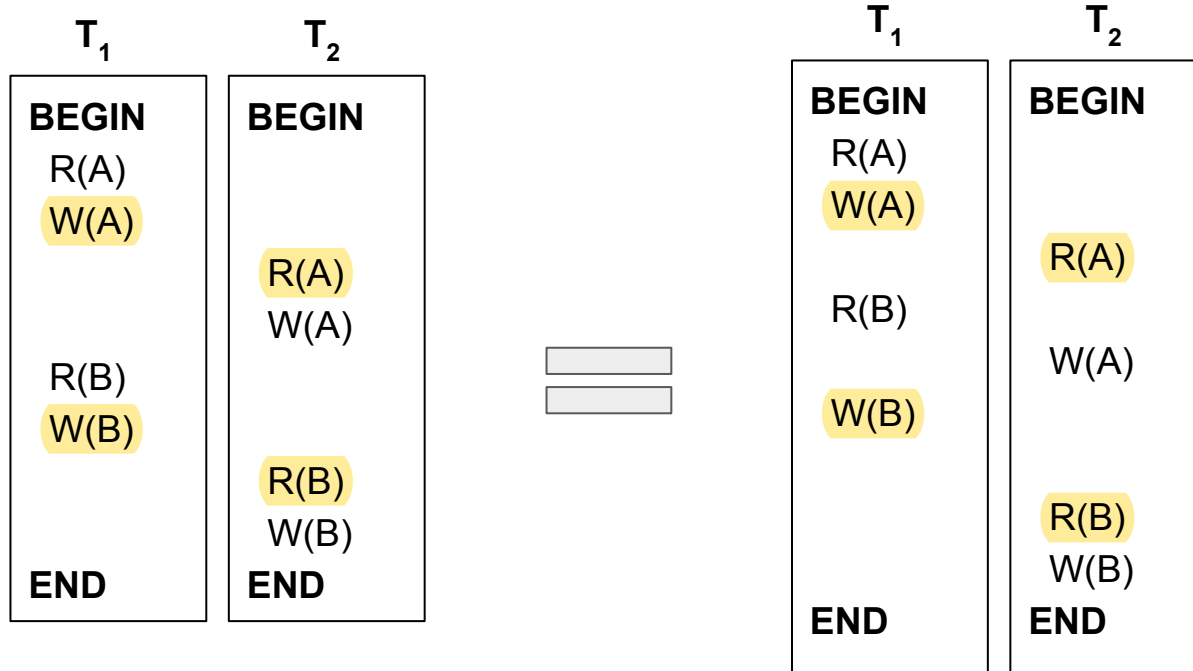 T1
T2
BEGIN
R(A)
W(A)
R(B)
W(B)
END
BEGIN
R(A)
W(A)
R(B)
W(B)
END
T1
T2
BEGIN
R(A)
W(A)
R(B)
W(B)
END
BEGIN
R(A)
W(A)
R(B)
W(B)
END